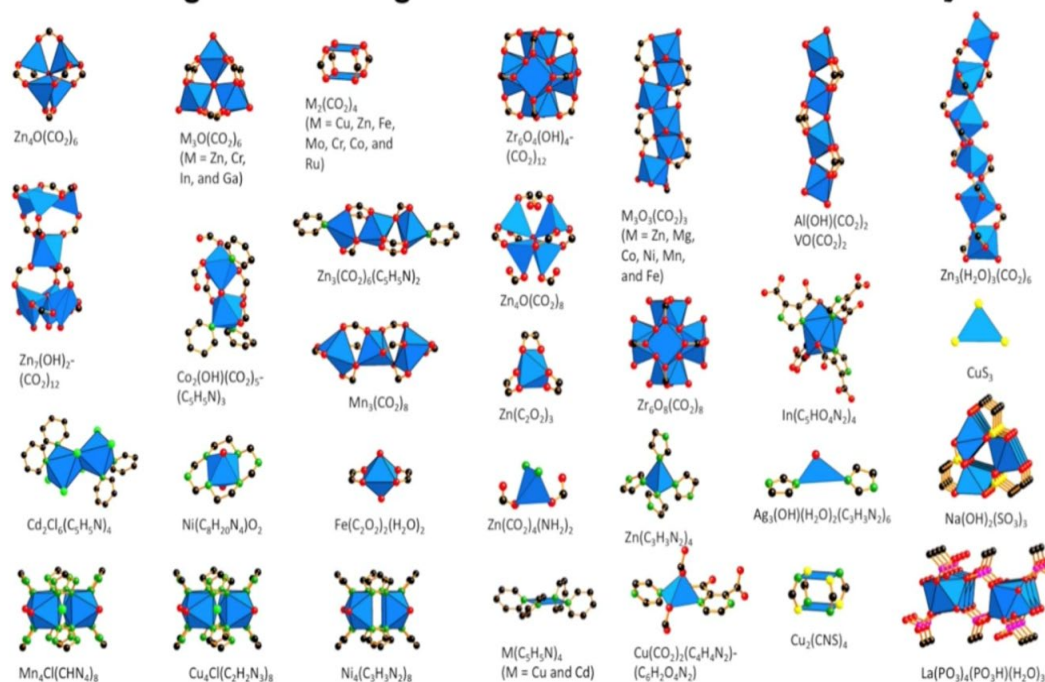 Zn₄O(CO₂)₆
M₃O(CO₂)₆
(M = Zn, Cr,
In, and Ga)
M₂(CO₂)₄
(M = Cu, Zn, Fe,
Mo, Cr, Co, and
Ru)
Zr₆O₄(OH)₄-
(CO₂)₁₂
M₃O₃(CO₂)₃
(M = Zn, Mg,
Co, Ni, Mn,
and Fe)
Al(OH)(CO₂)₂
VO(CO₂)₂
Zn₃(H₂O)₃(CO₂)₆
Zn₇(OH)₂-
(CO₂)₁₂
Co₂(OH)(CO₂)₅-
(C₅H₅N)₃
Zn₃(CO₂)₆(C₅H₅N)₂
Zn₄O(CO₂)₈
Mn₃(CO₂)₈
Zn(C₂O₂)₃
Zr₆O₈(CO₂)₈
In(C₅HO₄N₂)₄
CuS₃
Cd₂Cl₆(C₅H₅N)₄
Ni(C₈H₂₀N₄)O₂
Fe(C₂O₂)₂(H₂O)₂
Zn(CO₂)₄(NH₂)₂
Zn(C₃H₃N₂)₄
Ag₃(OH)(H₂O)₂(C₃H₃N₂)₆
Na(OH)₂(SO₃)₃
Mn₄Cl(CHN₄)₈
Cu₄Cl(C₂H₂N₃)₈
Ni₄(C₃H₃N₂)₈
M(C₅H₅N)₄
(M = Cu and Cd)
Cu(CO₂)₂(C₄H₄N₂)-
(C₆H₂O₄N₂)
Cu₂(CNS)₄
La(PO₃)₄(PO₃H)(H₂O)₃